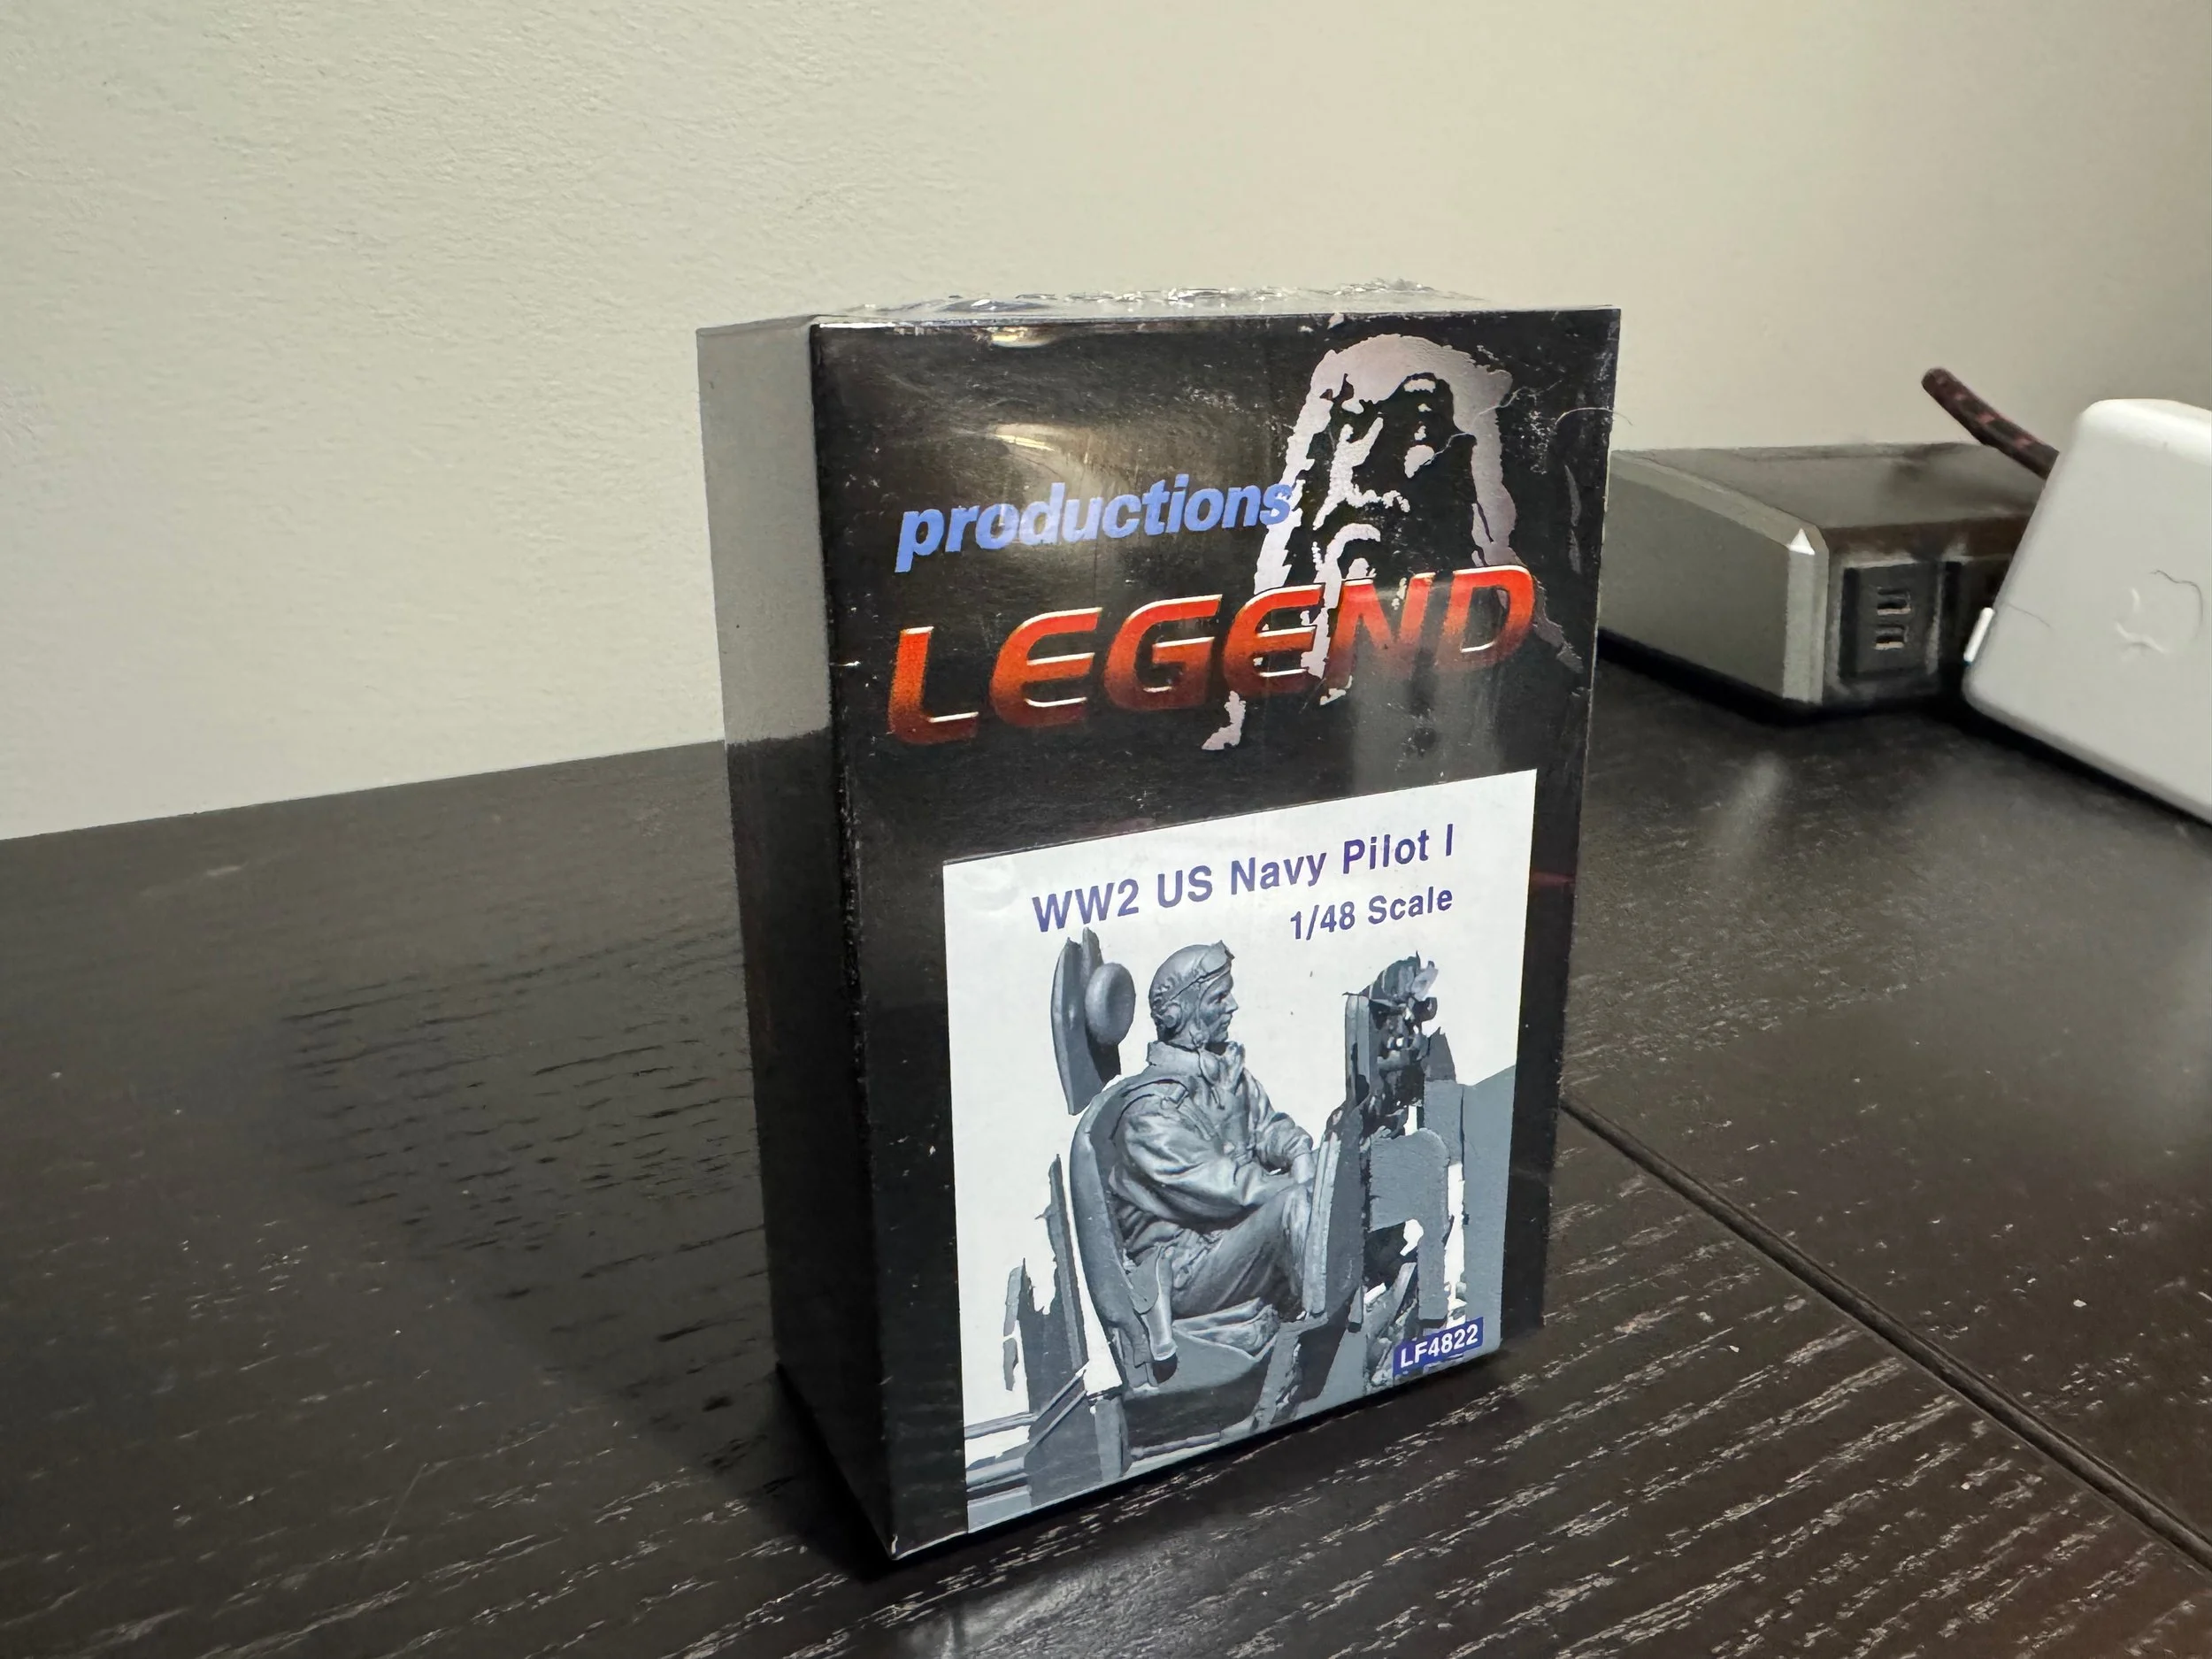 productions
LEGEND
WW2 US Navy Pilot I
1/48 Scale
LF4822